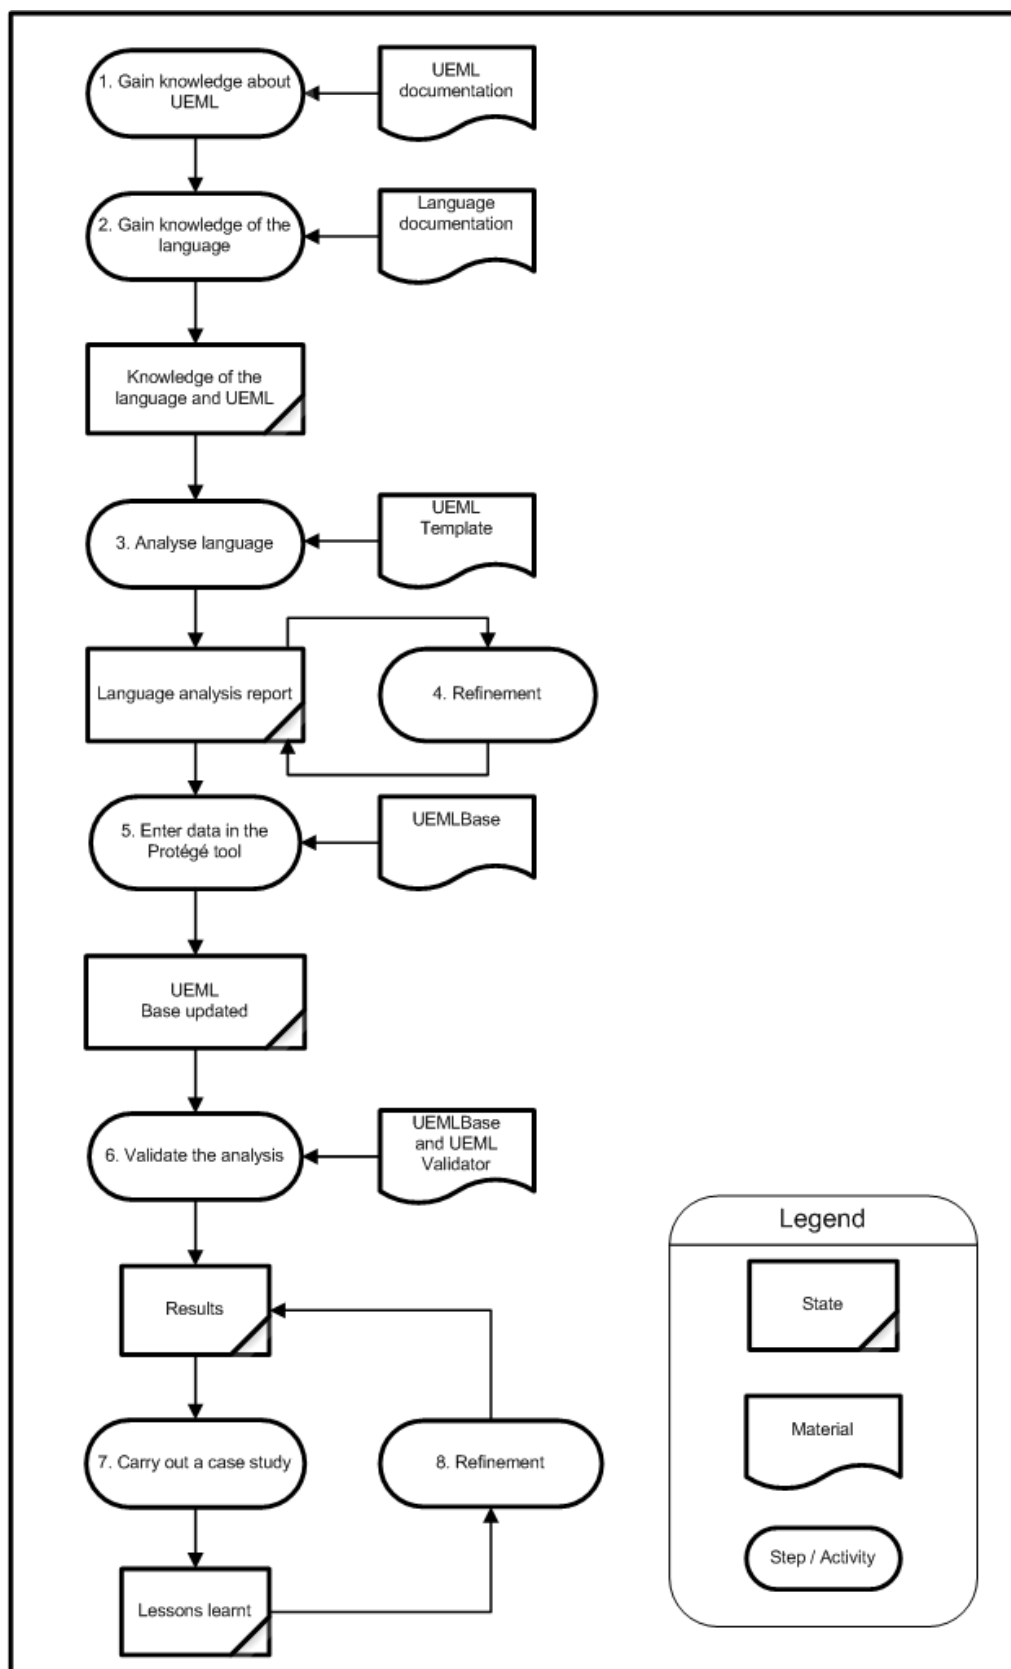 1. Gain knowledge about
UEML
UEML
documentation
2. Gain knowledge of the
language
Language
documentation
Knowledge of the
language and UEML
3. Analyse language
UEML
Template
Language analysis report
4. Refinement
5. Enter data in the
Protégé tool
UEMLBase
UEML
Base updated
6. Validate the analysis
UEMLBase
and UEML
Validator
Results
7. Carry out a case study
8. Refinement
Lessons learnt
Legend
State
Material
Step / Activity